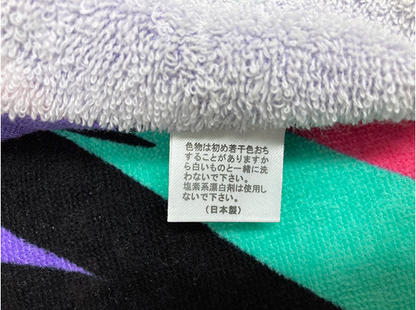 色物は初め若干色おち
することがありますから
白いものと一緒に洗
わないで下さい。
塩素系漂白剤は使用し
ないで下さい。
（日本製）